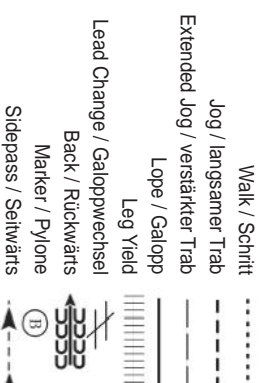 Walk / Schritt
Jog / langsamer Trab
Extended Jog / verstärkter Trab
Lope / Galopp
Leg Yield
Lead Change / Galoppwechsel
Back / Rückwärts
Marker / Pylone
B
Sidepass / Seitwärts